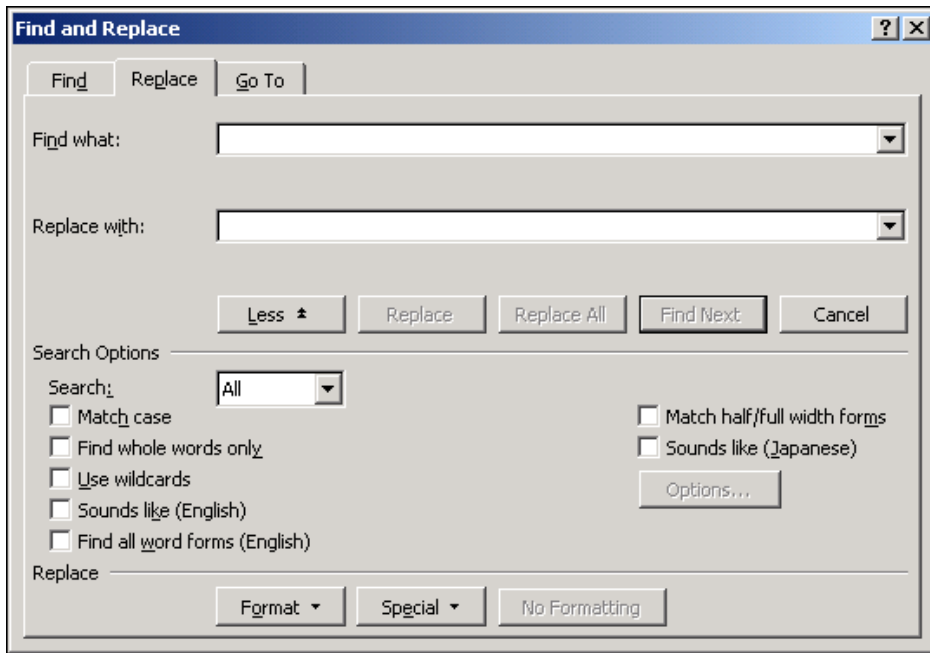 Find and Replace
Find Replace Go To
Find what:
Replace with:
Less Replace Replace All Find Next Cancel
Search Options
Search: All
Match case Match half/full width forms
Find whole words only Sounds like (Japanese)
Use wildcards Options...
Sounds like (English)
Find all word forms (English)
Replace
Format Special No Formatting